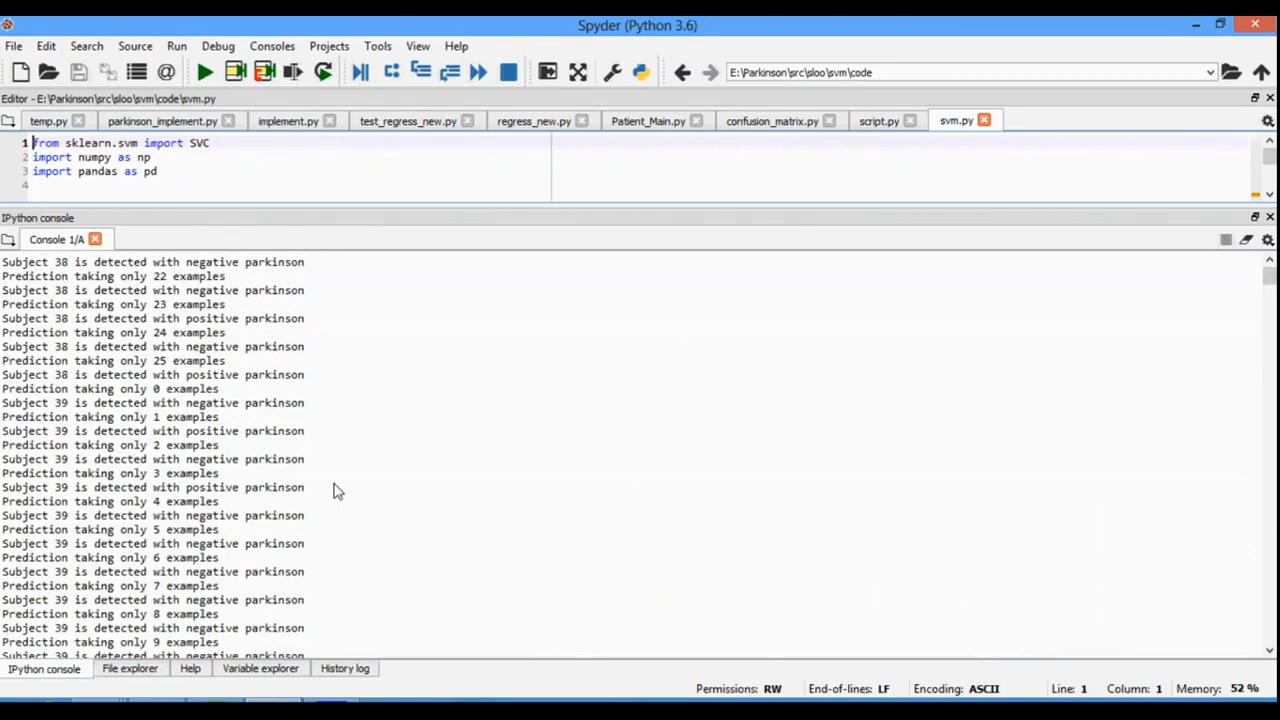 Spyder (Python 3.6)
File Edit Search Source Run Debug Consoles Projects Tools View Help
E:\Parkinson\src\sloo\svm\code
Editor - E:\Parkinson\src\sloo\svm\code\svm.py
temp.py parkinson_implement.py implement.py test_regress_new.py regress_new.py Patient_Main.py confusion_matrix.py script.py svm.py
1 from sklearn.svm import SVC
2 import numpy as np
3 import pandas as pd
4
IPython console
Console 1/A
Subject 38 is detected with negative parkinson
Prediction taking only 22 examples
Subject 38 is detected with negative parkinson
Prediction taking only 23 examples
Subject 38 is detected with positive parkinson
Prediction taking only 24 examples
Subject 38 is detected with negative parkinson
Prediction taking only 25 examples
Subject 38 is detected with positive parkinson
Prediction taking only 0 examples
Subject 39 is detected with negative parkinson
Prediction taking only 1 examples
Subject 39 is detected with positive parkinson
Prediction taking only 2 examples
Subject 39 is detected with negative parkinson
Prediction taking only 3 examples
Subject 39 is detected with positive parkinson
Prediction taking only 4 examples
Subject 39 is detected with negative parkinson
Prediction taking only 5 examples
Subject 39 is detected with negative parkinson
Prediction taking only 6 examples
Subject 39 is detected with negative parkinson
Prediction taking only 7 examples
Subject 39 is detected with negative parkinson
Prediction taking only 8 examples
Subject 39 is detected with negative parkinson
Prediction taking only 9 examples
Subject 39 is detected with negative parkinson
IPython console File explorer Help Variable explorer History log
Permissions: RW End-of-lines: LF Encoding: ASCII Line: 1 Column: 1 Memory: 52 %